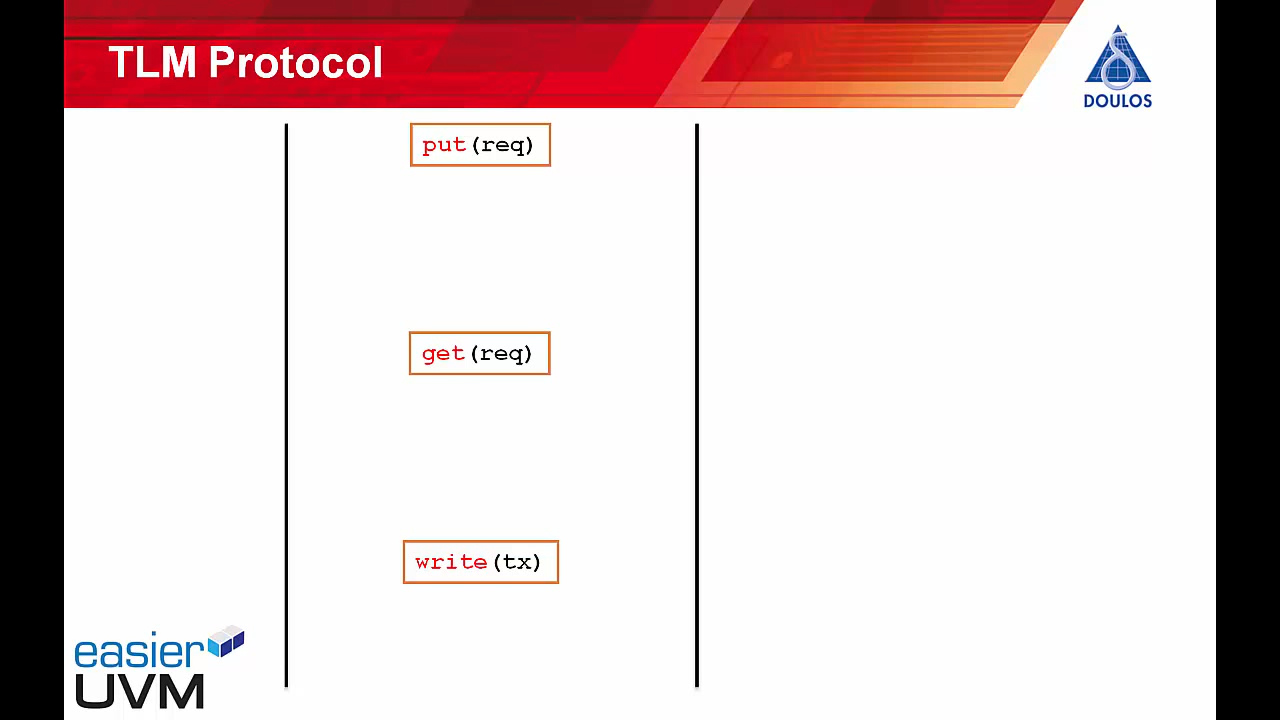 TLM Protocol
DOULOS
put(req)
get(req)
write(tx)
easier
UVM